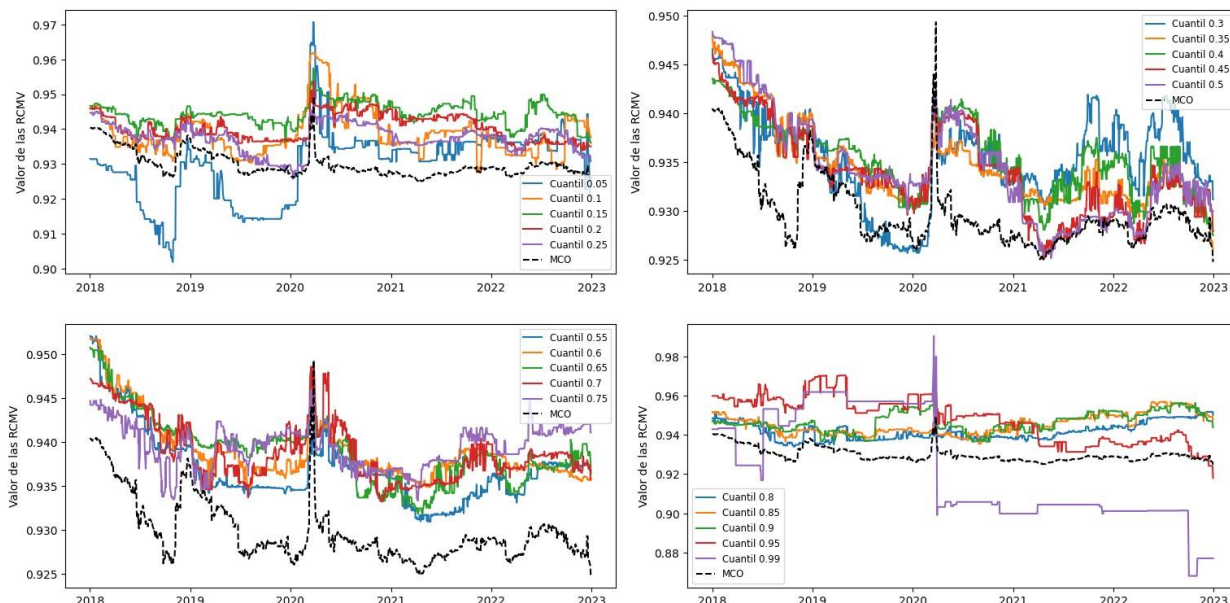 Valor de las RCMV
0.97
0.96
0.95
0.94
0.93
0.92
0.91
0.90
2018 2019 2020 2021 2022 2023
Cuantil 0.05
Cuantil 0.1
Cuantil 0.15
Cuantil 0.2
Cuantil 0.25
MCO
Valor de las RCMV
0.950
0.945
0.940
0.935
0.930
0.925
2018 2019 2020 2021 2022 2023
Cuantil 0.3
Cuantil 0.35
Cuantil 0.4
Cuantil 0.45
Cuantil 0.5
MCO
Valor de las RCMV
0.950
0.945
0.940
0.935
0.930
0.925
2018 2019 2020 2021 2022 2023
Cuantil 0.55
Cuantil 0.6
Cuantil 0.65
Cuantil 0.7
Cuantil 0.75
MCO
Valor de las RCMV
0.98
0.96
0.94
0.92
0.90
0.88
2018 2019 2020 2021 2022 2023
Cuantil 0.8
Cuantil 0.85
Cuantil 0.9
Cuantil 0.95
Cuantil 0.99
MCO